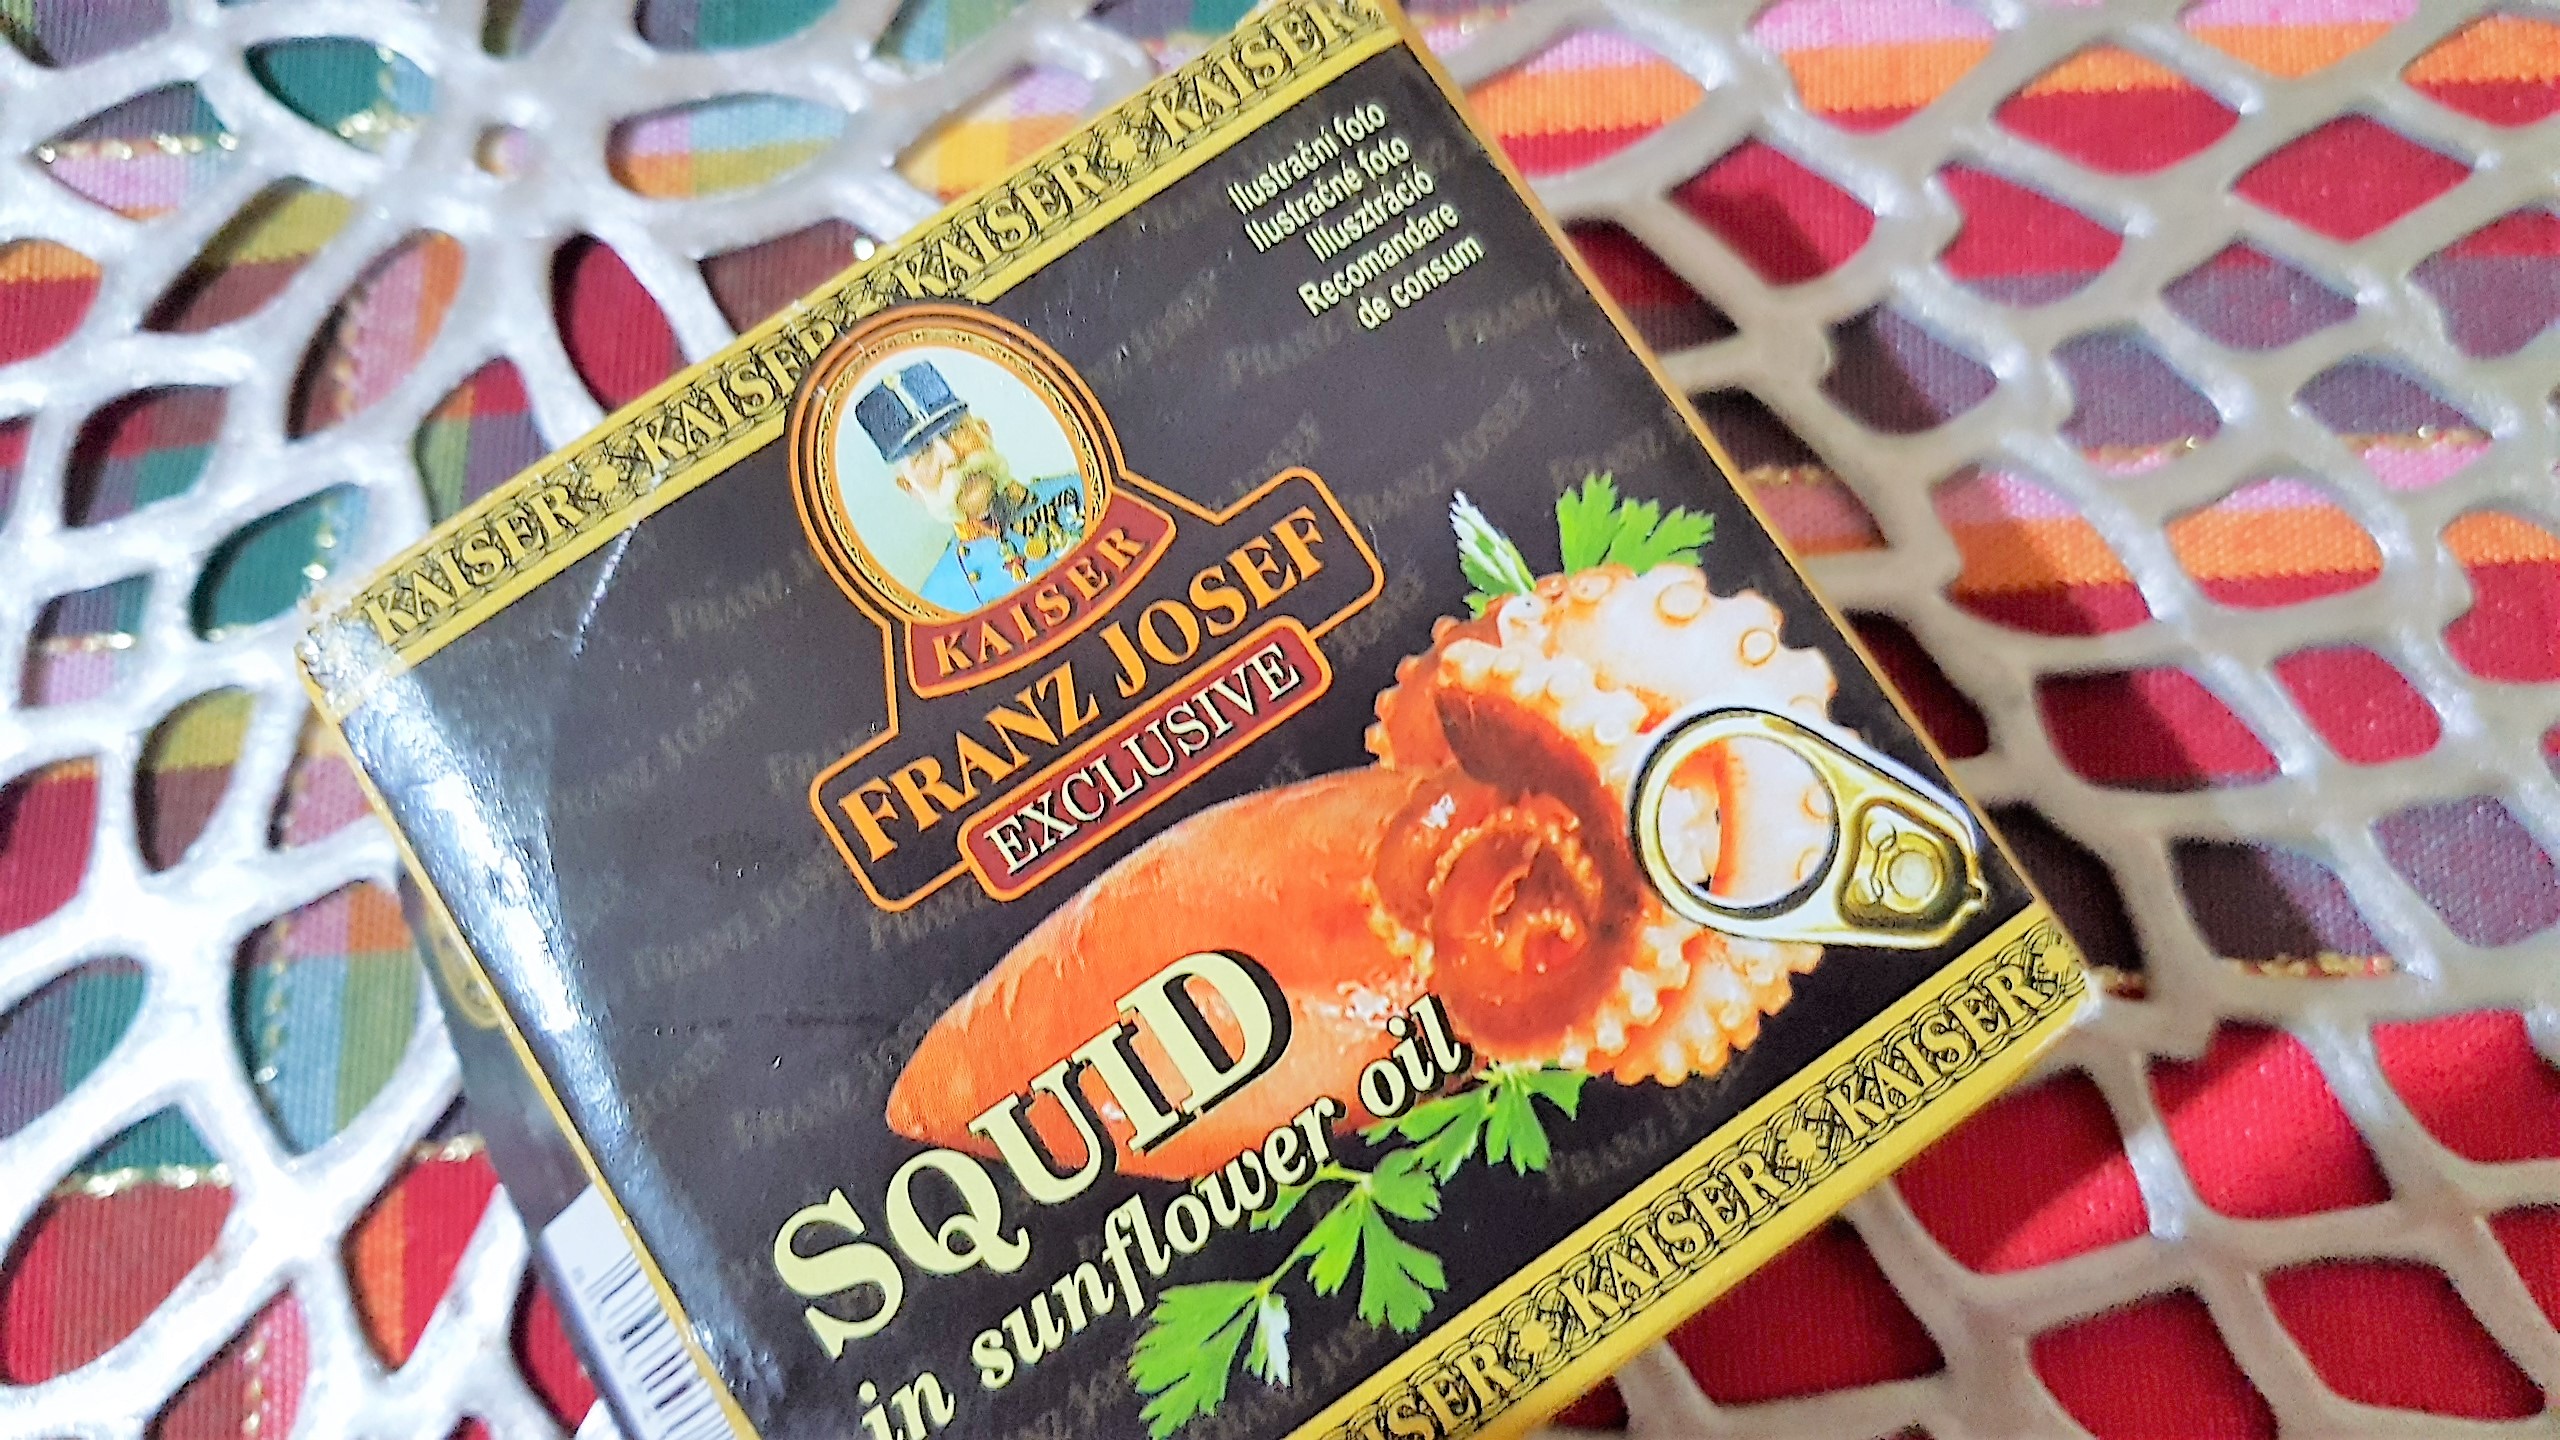 KAISER KAISER KAISER KAISER KAISER
Ilustrační foto
Ilustračné foto
Illusztráció
Recomandare
de consum
KAISER
FRANZ JOSEF
EXCLUSIVE
SQUID
in sunflower oil
KAISER KAISER KAISER